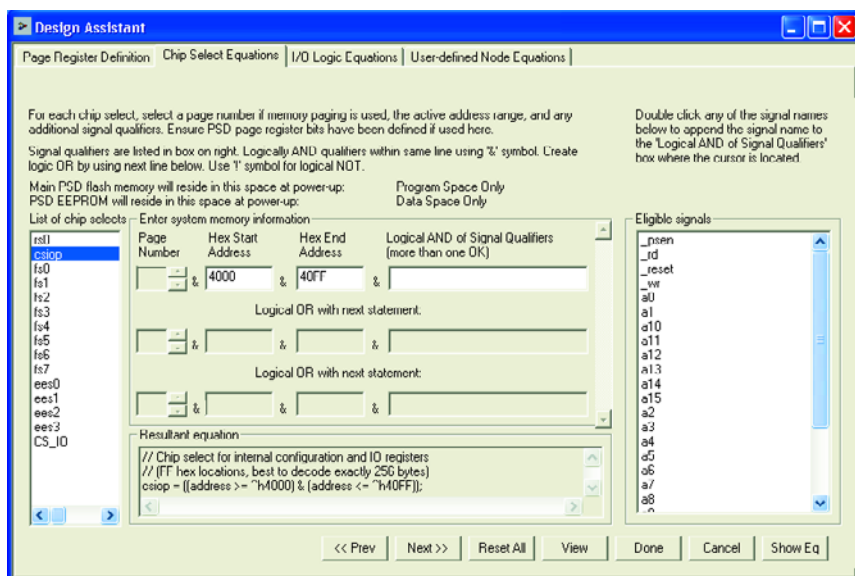 Design Assistant
Page Register Definition
Chip Select Equations
I/O Logic Equations
User-defined Node Equations
For each chip select, select a page number if memory paging is used, the active address range, and any
additional signal qualifiers. Ensure PSD page register bits have been defined if used here.
Signal qualifiers are listed in box on right. Logically AND qualifiers within same line using '&' symbol. Create
logic OR by using next line below. Use '!' symbol for logical NOT.
Main PSD flash memory will reside in this space at power-up: Program Space Only
PSD EEPROM will reside in this space at power-up: Data Space Only
Double click any of the signal names
below to append the signal name to
the 'Logical AND of Signal Qualifiers'
box where the cursor is located.
List of chip selects
rs0
csiop
fs0
fs1
fs2
fs3
fs4
fs5
fs6
fs7
ees0
ees1
ees2
ees3
CS_IO
Enter system memory information
Page Number
Hex Start Address
Hex End Address
Logical AND of Signal Qualifiers (more than one OK)
& 4000 & 40FF &
Logical OR with next statement:
& & &
Logical OR with next statement:
& & &
Resultant equation
// Chip select for internal configuration and IO registers
// (FF hex locations, best to decode exactly 256 bytes)
csiop = ((address >= ^h4000) & (address <= ^h40FF));
Eligible signals
_psen
_rd
_reset
_wr
a0
a1
a10
a11
a12
a13
a14
a15
a2
a3
a4
a5
a6
a7
a8
<< Prev
Next >>
Reset All
View
Done
Cancel
Show Eq